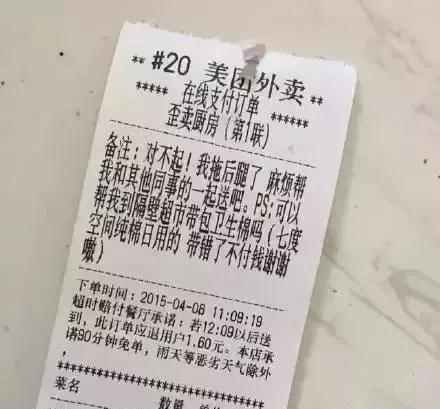 ** #20 美团外卖 **
***** 在线支付订单 ******
歪卖厨房(第1联)
备注: 对不起! 我拖后腿了 麻烦帮
我和其他同事的一起送吧。PS:可以
帮我到隔壁超市带包卫生棉吗(七度
空间纯棉日用的 带错了不付钱谢谢
嗷)
下单时间: 2015-04-06 11:09:19
超时赔付餐厅承诺: 若12:09以后送
到, 此订单应退用户1.60元。本店承
诺90分钟免单, 雨天等恶劣天气除外
,
菜名 数量